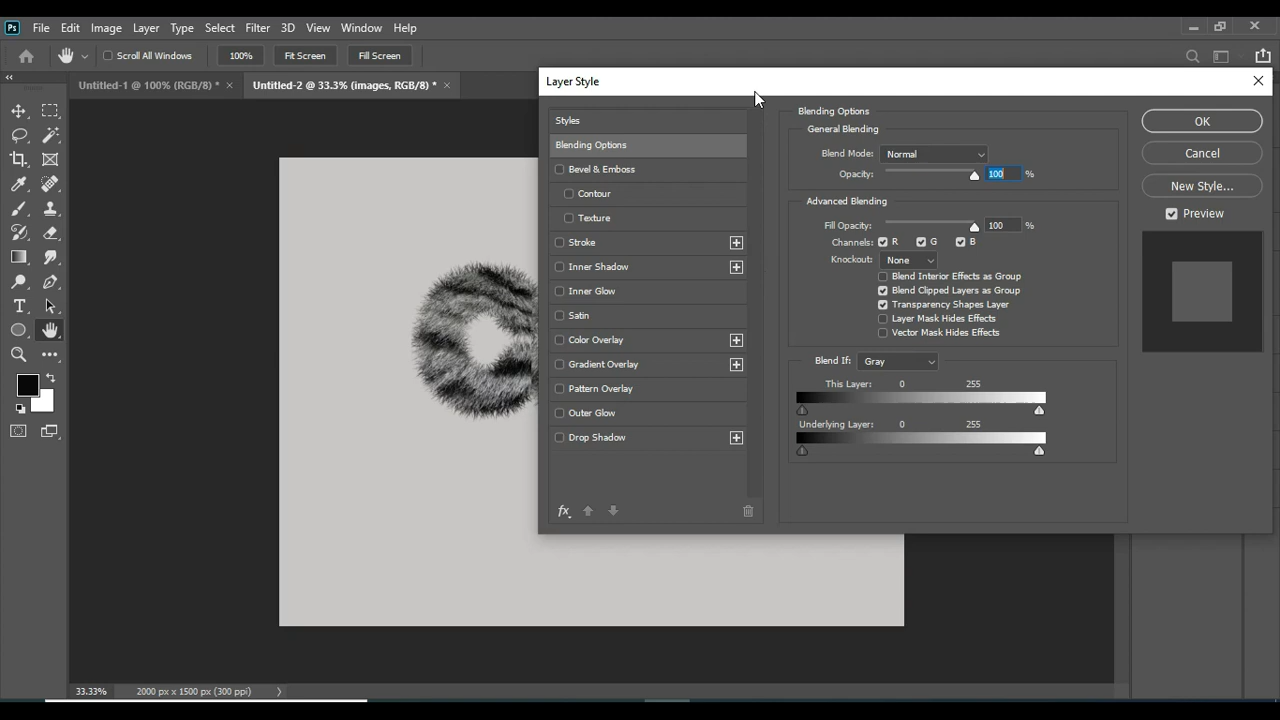 Ps File Edit Image Layer Type Select Filter 3D View Window Help
Scroll All Windows 100% Fit Screen Fill Screen
Untitled-1 @ 100% (RGB/8) * × Untitled-2 @ 33.3% (images, RGB/8) * ×
Layer Style
Styles
Blending Options
Bevel & Emboss
Contour
Texture
Stroke
Inner Shadow
Inner Glow
Satin
Color Overlay
Gradient Overlay
Pattern Overlay
Outer Glow
Drop Shadow
fx
Blending Options
General Blending
Blend Mode: Normal
Opacity: 100 %
Advanced Blending
Fill Opacity: 100 %
Channels: R G B
Knockout: None
Blend Interior Effects as Group
Blend Clipped Layers as Group
Transparency Shapes Layer
Layer Mask Hides Effects
Vector Mask Hides Effects
Blend If: Gray
This Layer: 0 255
Underlying Layer: 0 255
OK
Cancel
New Style...
Preview
33.33% 2000 px x 1500 px (300 ppi)